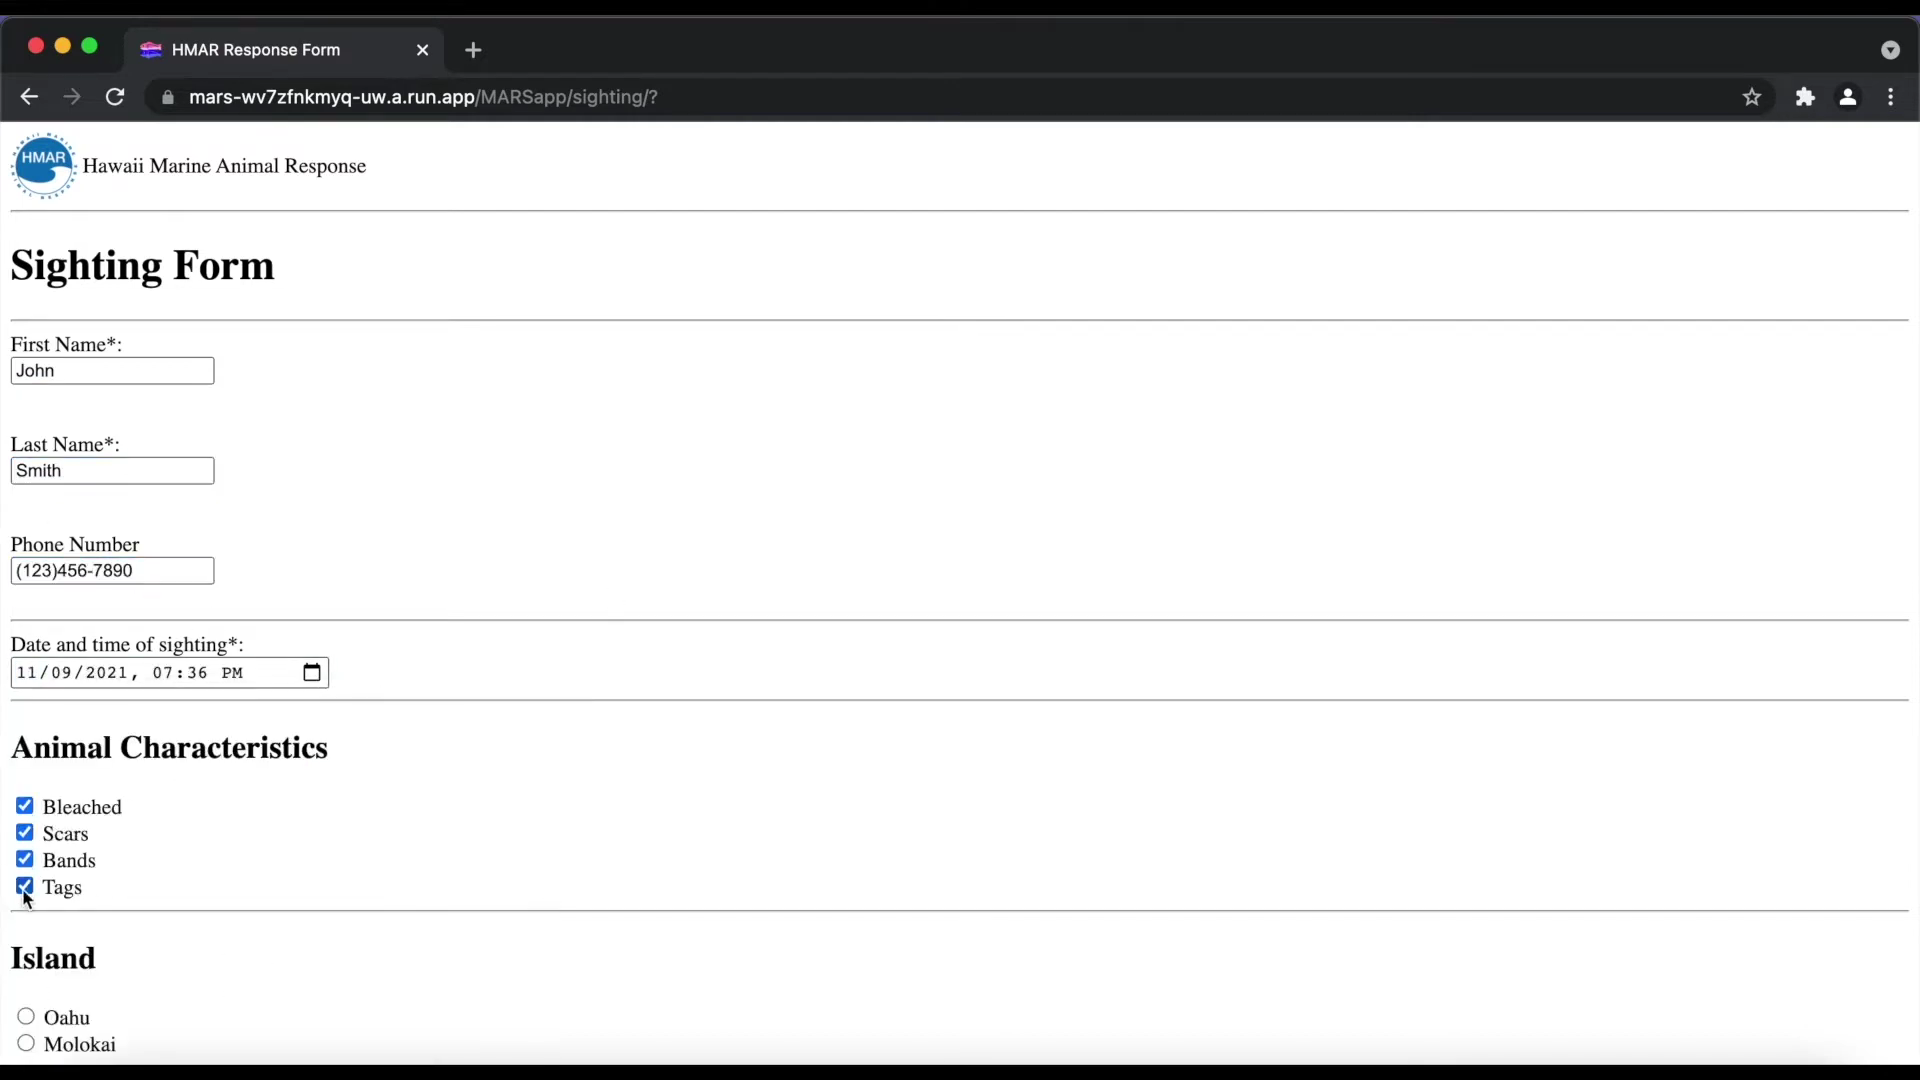 HMAR Response Form
mars-wv7zfnkmyq-uw.a.run.app/MARSapp/sighting/?
HMAR
Hawaii Marine Animal Response
Sighting Form
First Name*:
John
Last Name*:
Smith
Phone Number
(123)456-7890
Date and time of sighting*:
11/09/2021, 07:36 PM
Animal Characteristics
Bleached
Scars
Bands
Tags
Island
Oahu
Molokai